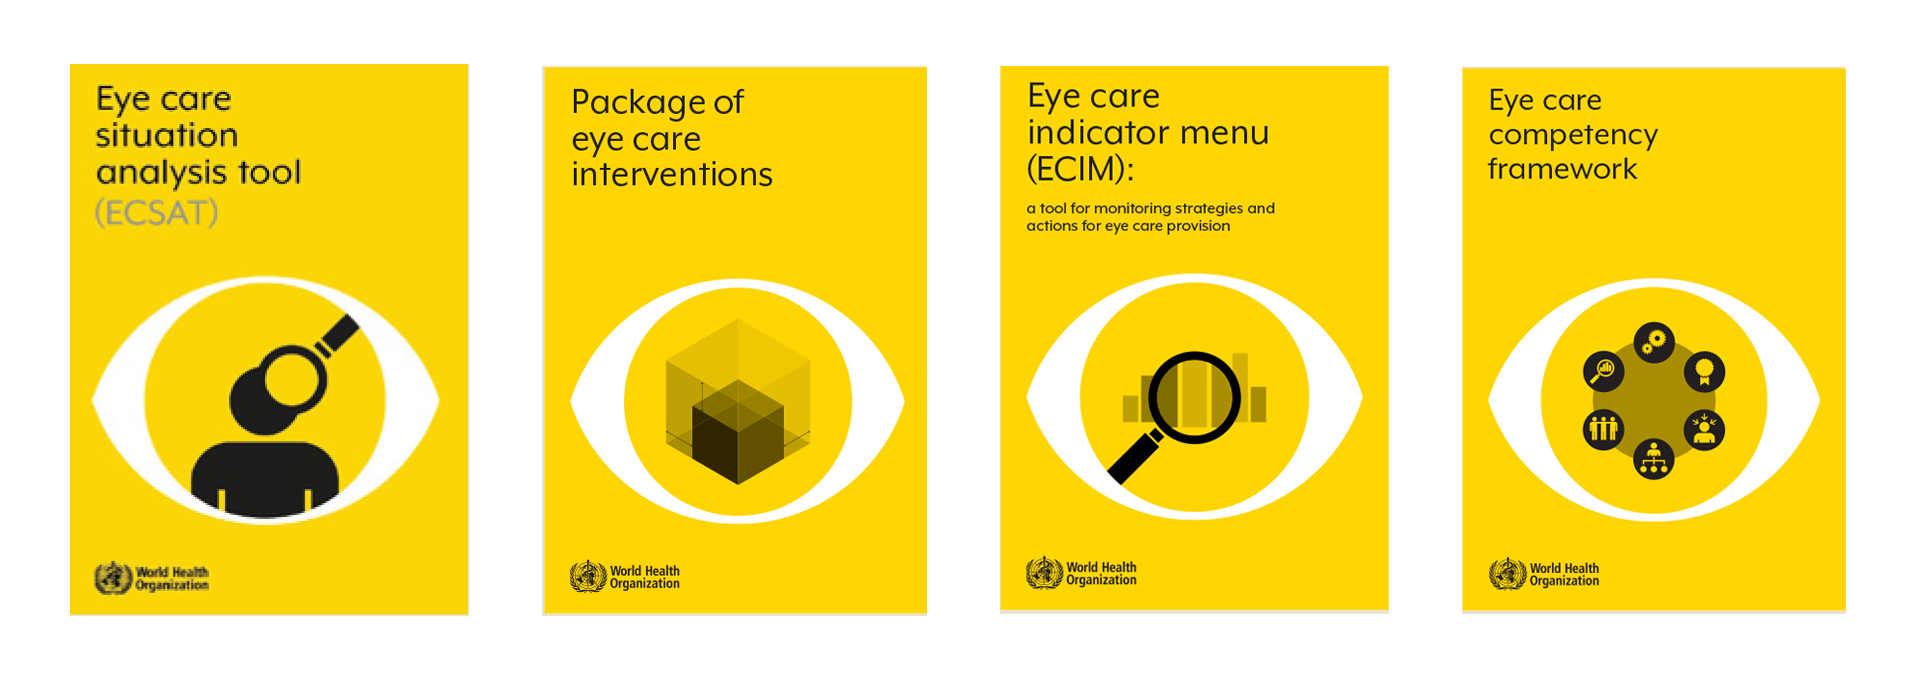 Eye care
situation
analysis tool
(ECSAT)
World Health
Organization
Package of
eye care
interventions
World Health
Organization
Eye care
indicator menu
(ECIM):
a tool for monitoring strategies and
actions for eye care provision
World Health
Organization
Eye care
competency
framework
World Health
Organization